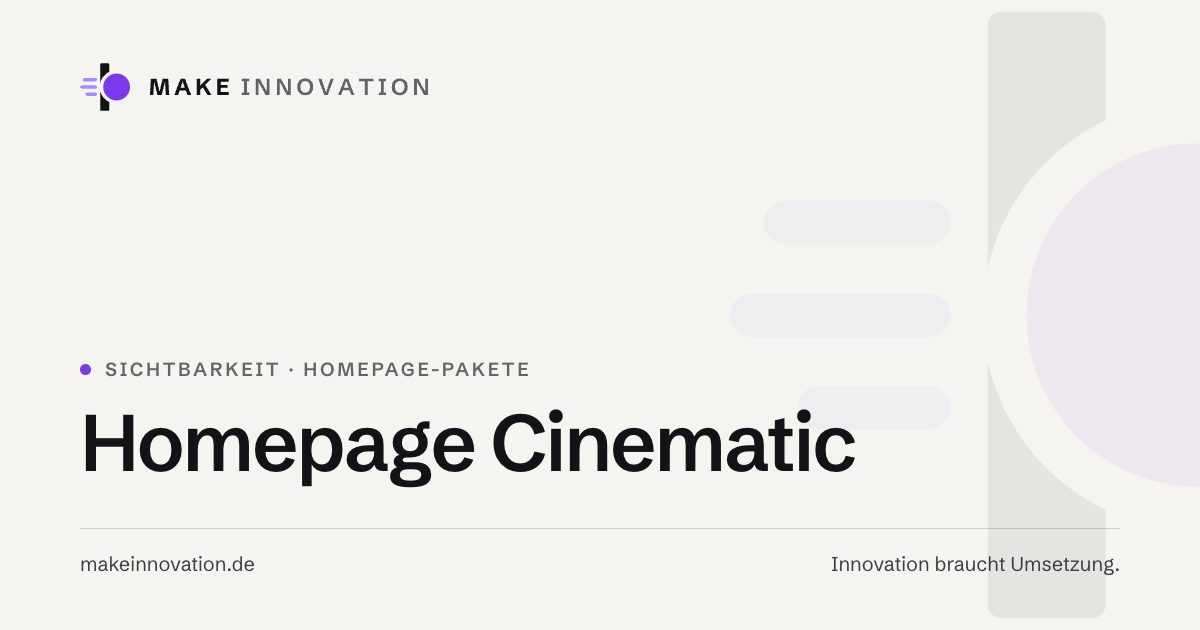 MAKE INNOVATION
SICHTBARKEIT · HOMEPAGE-PAKETE
Homepage Cinematic
makeinnovation.de
Innovation braucht Umsetzung.